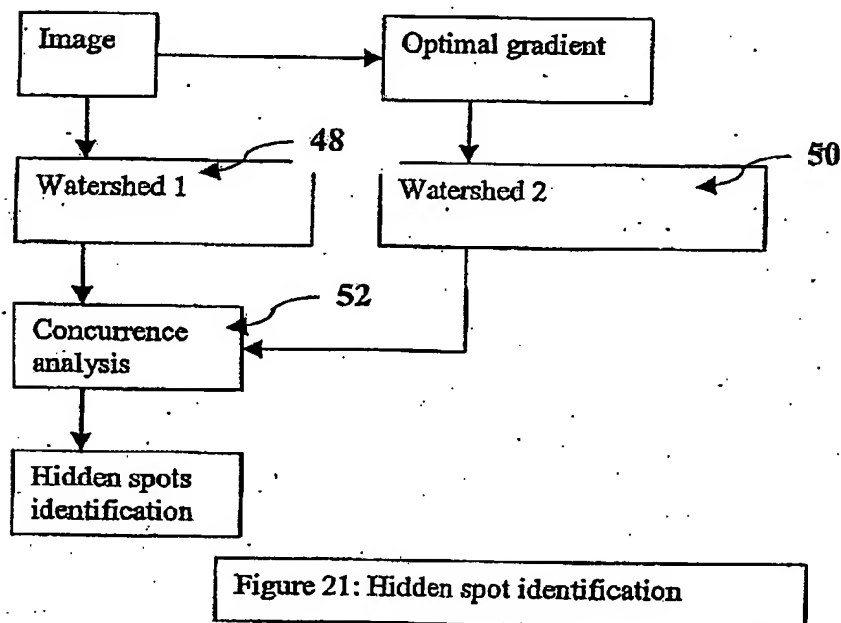 Image
Optimal gradient
48
Watershed 1
50
Watershed 2
52
Concurrence
analysis
Hidden spots
identification
Figure 21: Hidden spot identification